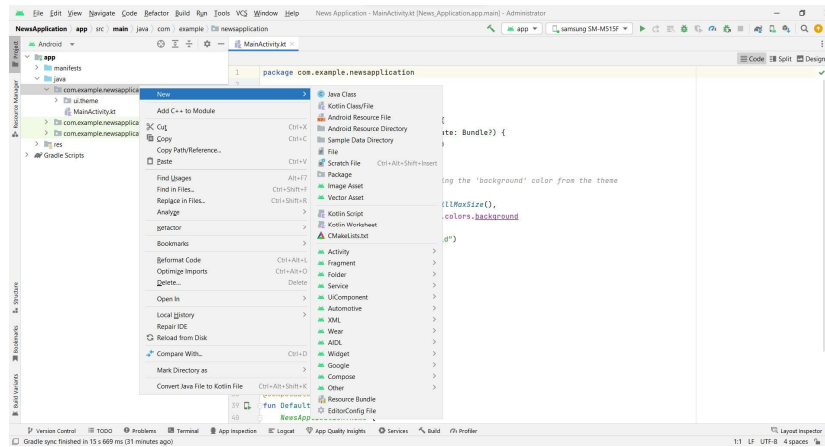 File Edit View Navigate Code Refactor Build Run Tools VCS Window Help News Application - MainActivity.kt [News_Application.app.main] - Administrator
NewsApplication app src main java com example newsapplication
app samsung SM-M515F
Android
MainActivity.kt
Code Split Design
app
manifests
java
com.example.newsapplica
ui.theme
MainActivity.kt
com.example.newsapplica
com.example.newsapplica
res
Gradle Scripts
Project
Resource Manager
Structure
Bookmarks
Build Variants
New
Add C++ to Module
Cut Ctrl+X
Copy Ctrl+C
Copy Path/Reference...
Paste Ctrl+V
Find Usages Alt+F7
Find in Files... Ctrl+Shift+F
Replace in Files... Ctrl+Shift+R
Analyze
Refactor
Bookmarks
Reformat Code Ctrl+Alt+L
Optimize Imports Ctrl+Alt+O
Delete... Delete
Open In
Local History
Repair IDE
Reload from Disk
Compare With... Ctrl+D
Mark Directory as
Convert Java File to Kotlin File Ctrl+Alt+Shift+K
Java Class
Kotlin Class/File
Android Resource File
Android Resource Directory
Sample Data Directory
File
Scratch File Ctrl+Alt+Shift+Insert
Package
Image Asset
Vector Asset
Kotlin Script
Kotlin Worksheet
CMakeLists.txt
Activity
Fragment
Folder
Service
UiComponent
Automotive
XML
Wear
AIDL
Widget
Google
Compose
Other
Resource Bundle
EditorConfig File
1 package com.example.newsapplication
{
ate: Bundle?) {
ing the 'background' color from the theme
illMaxSize(),
.colors.background
d")
39 fun Default
40
Version Control TODO Problems Terminal App Inspection Logcat App Quality Insights Services Build Profiler Layout Inspector
Gradle sync finished in 15 s 669 ms (31 minutes ago) 1:1 LF UTF-8 4 spaces